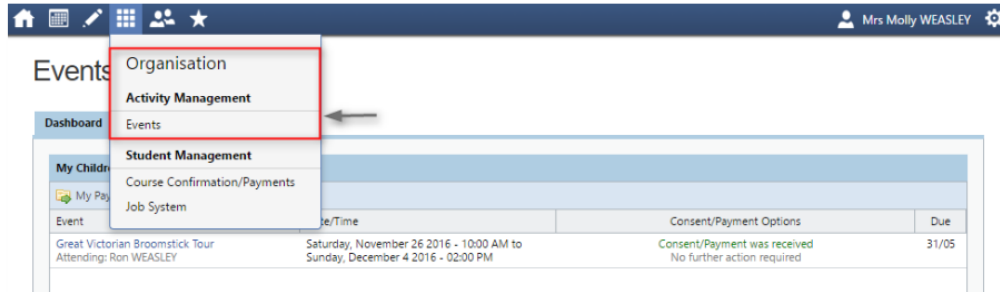 Mrs Molly WEASLEY
Events
Organisation
Activity Management
Events
Student Management
Course Confirmation/Payments
Job System
Dashboard
My Childre
My Pay
Event
te/Time
Consent/Payment Options
Due
Great Victorian Broomstick Tour
Attending: Ron WEASLEY
Saturday, November 26 2016 - 10:00 AM to
Sunday, December 4 2016 - 02:00 PM
Consent/Payment was received
No further action required
31/05